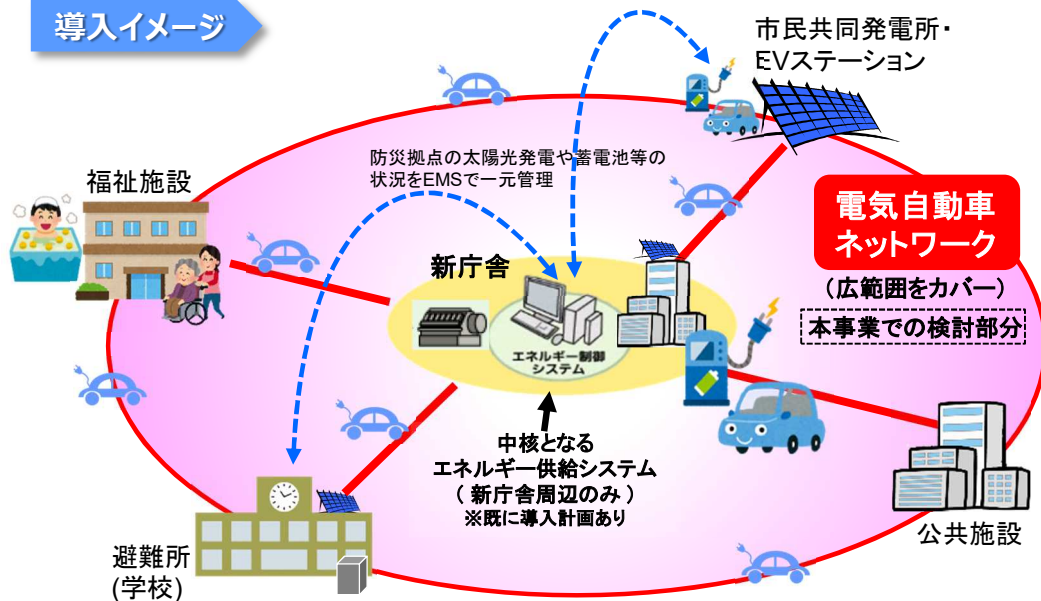 導入イメージ
市民共同発電所・
EVステーション
防災拠点の太陽光発電や蓄電池等の
状況をEMSで一元管理
福祉施設
電気自動車
ネットワーク
(広範囲をカバー)
本事業での検討部分
新庁舎
エネルギー制御
システム
中核となる
エネルギー供給システム
( 新庁舎周辺のみ )
※既に導入計画あり
公共施設
避難所
(学校)